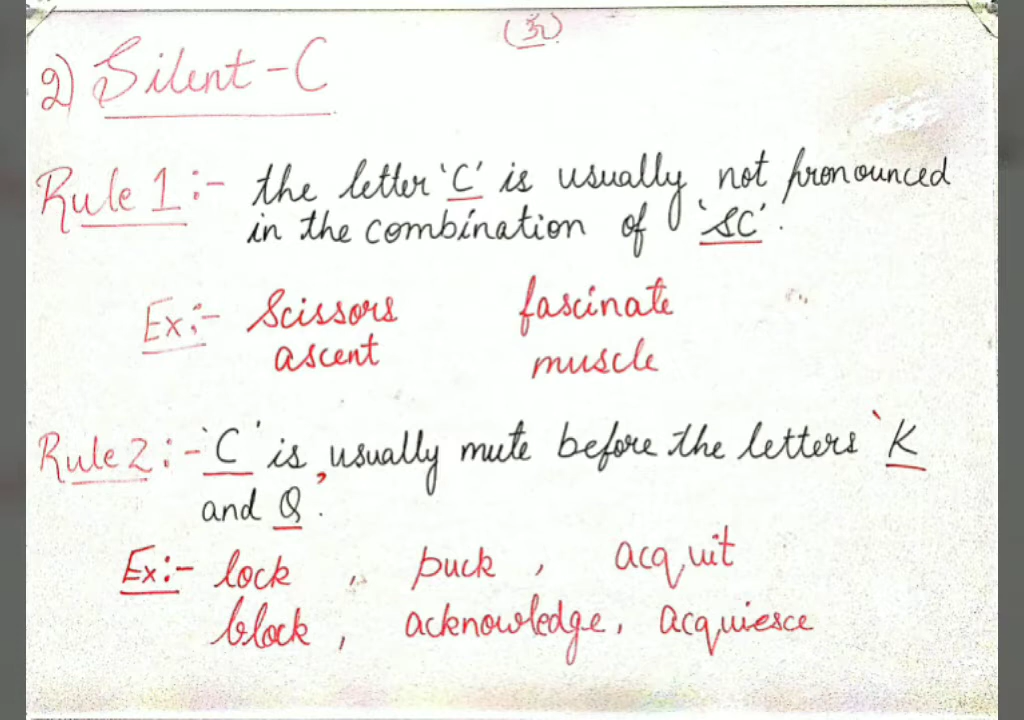 (ૐ)
2) Silent-C
Rule 1:- the letter 'C' is usually not pronounced
in the combination of 'SC'.
Ex:- Scissors fascinate
ascent muscle
Rule 2:- 'C' is, usually mute before the letters 'K
and Q.
Ex:- lock, puck, acquit
block, acknowledge, acquiesce